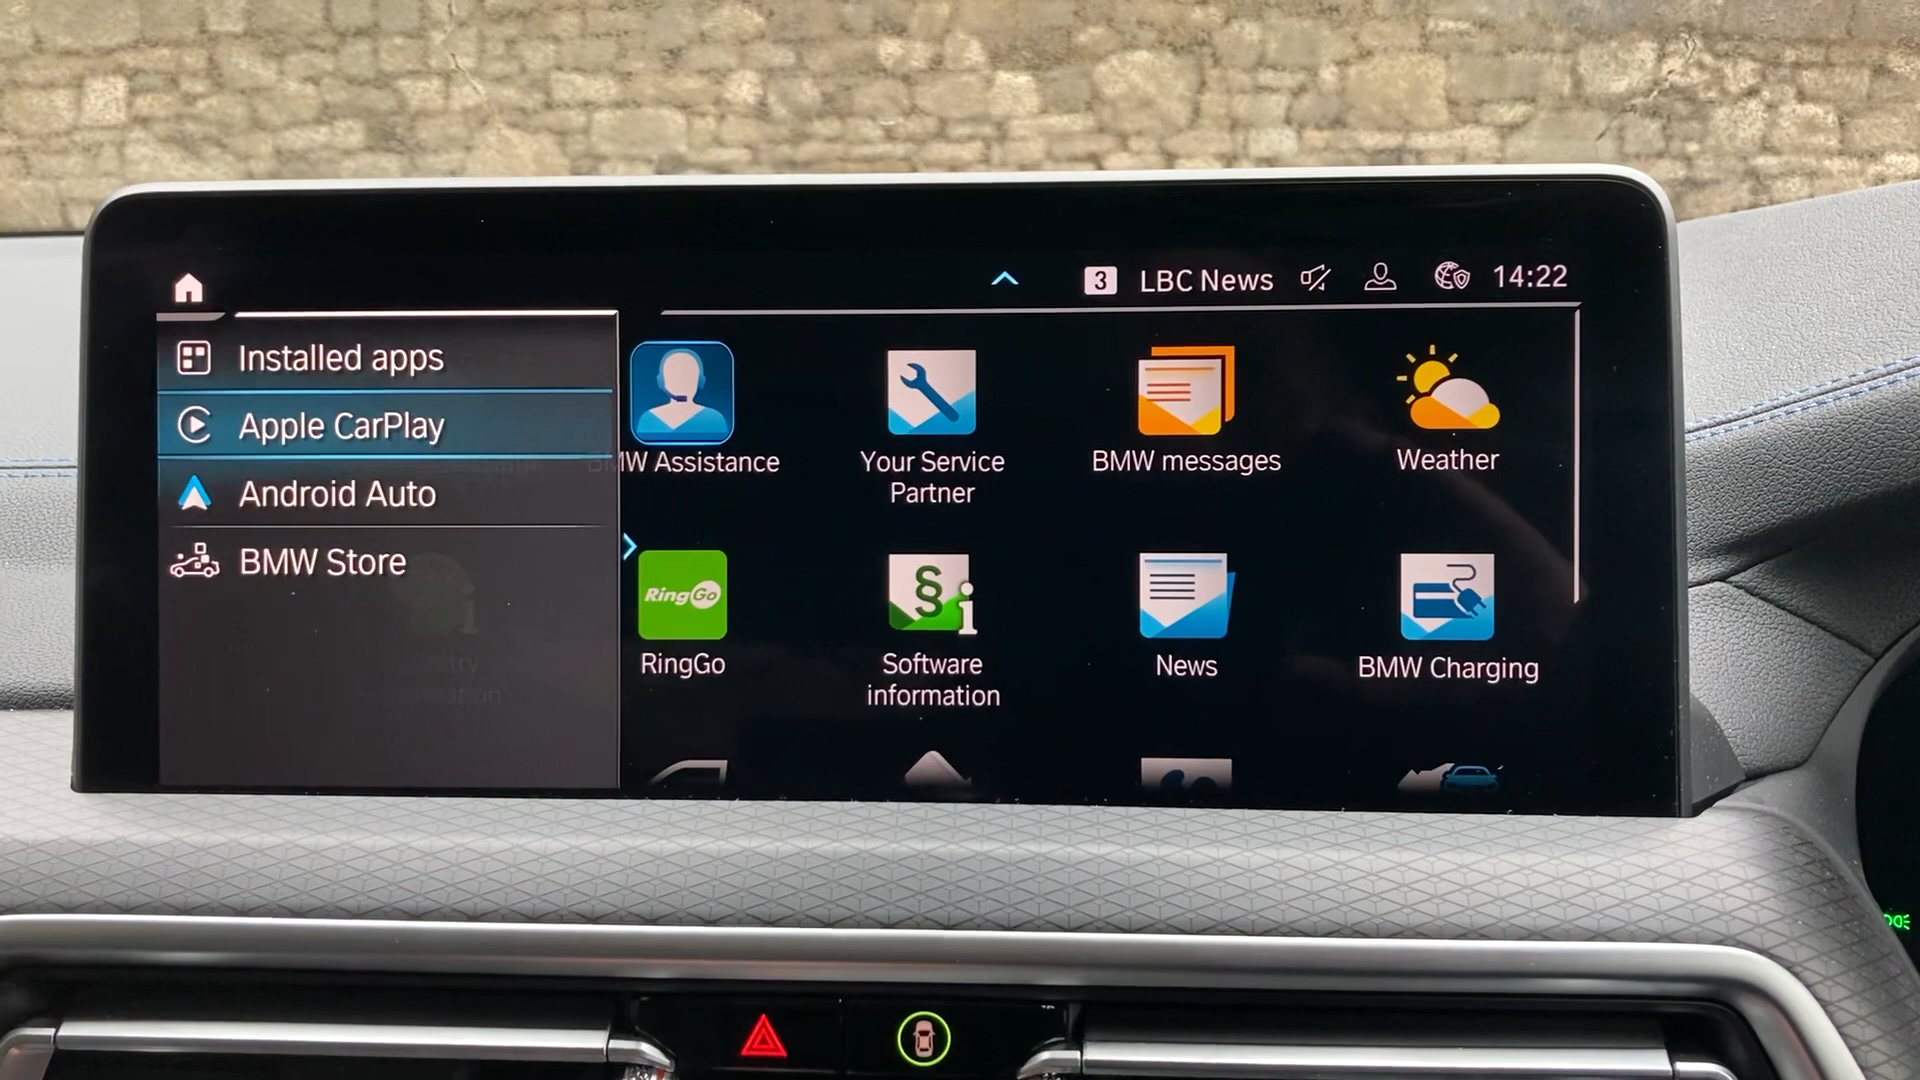 3 LBC News 14:22
Installed apps
Apple CarPlay
Android Auto
BMW Store
BMW Assistance
Your Service
Partner
BMW messages
Weather
RingGo
RingGo
Software
information
News
BMW Charging